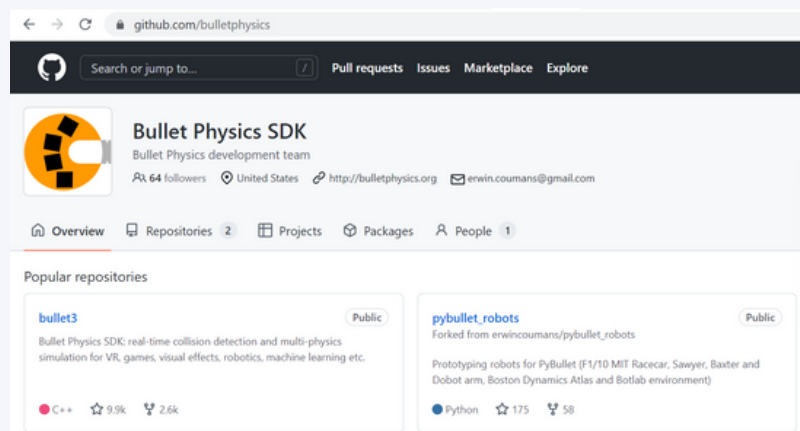 github.com/bulletphysics
Search or jump to... / Pull requests Issues Marketplace Explore
Bullet Physics SDK
Bullet Physics development team
64 followers United States http://bulletphysics.org erwin.coumans@gmail.com
Overview Repositories 2 Projects Packages People 1
Popular repositories
bullet3 Public
Bullet Physics SDK: real-time collision detection and multi-physics
simulation for VR, games, visual effects, robotics, machine learning etc.
C++ 9.9k 2.6k
pybullet_robots Public
Forked from erwincoumans/pybullet_robots
Prototyping robots for PyBullet (F1/10 MIT Racecar, Sawyer, Baxter and
Dobot arm, Boston Dynamics Atlas and Botlab environment)
Python 175 58